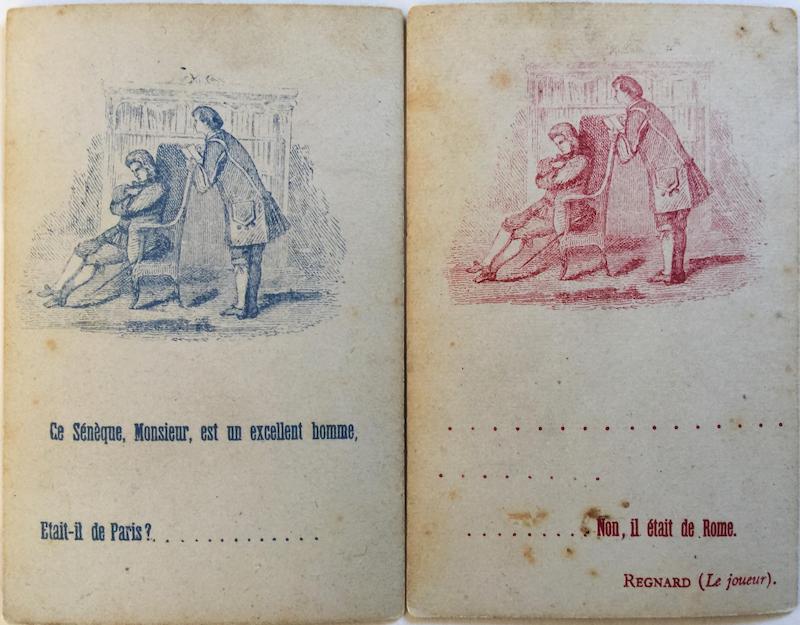 Ce Sénèque, Monsieur, est un excellent homme,
Etait-il de Paris? . . . . . . . . . . . . .
. . . . . . . . . . . . . . . . .
. . . . . . . .
. . . . . . . . . Non, il était de Rome.
REGNARD (Le joueur).